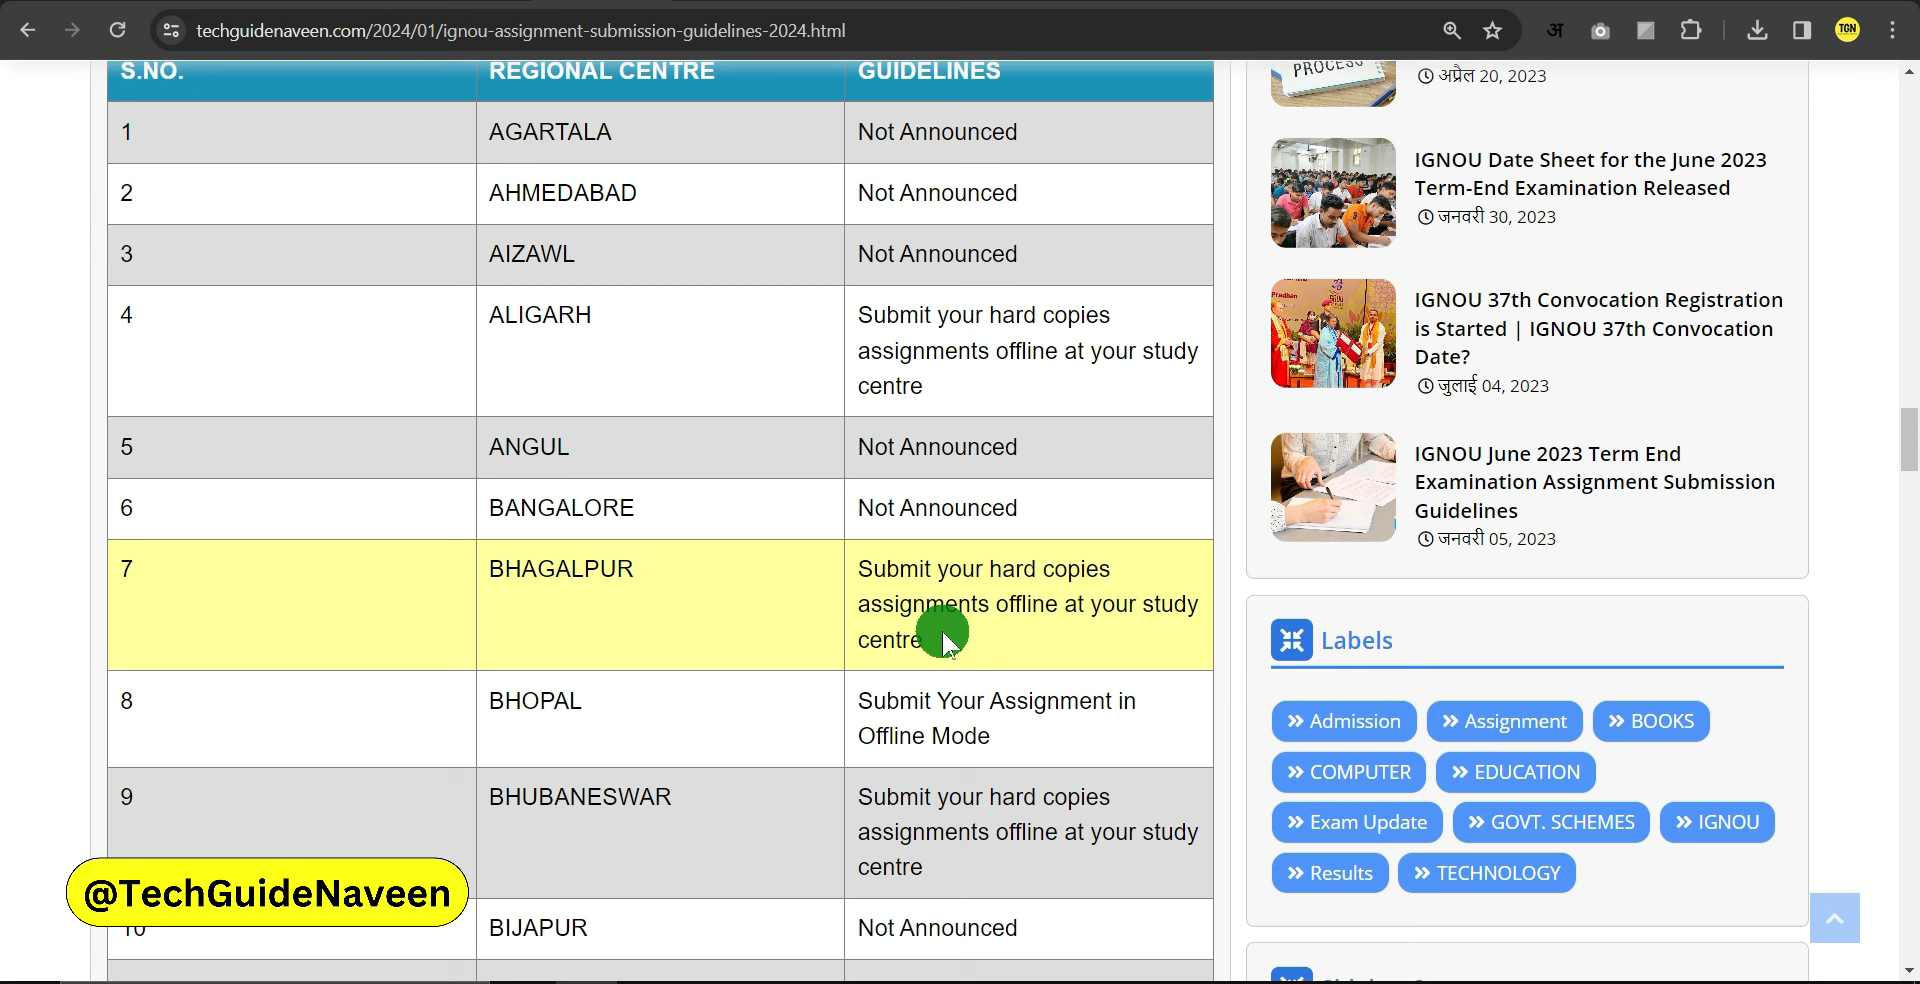 techguidenaveen.com/2024/01/ignou-assignment-submission-guidelines-2024.html
अ
TGN
S.NO. REGIONAL CENTRE GUIDELINES
1 AGARTALA Not Announced
2 AHMEDABAD Not Announced
3 AIZAWL Not Announced
4 ALIGARH Submit your hard copies
assignments offline at your study
centre
5 ANGUL Not Announced
6 BANGALORE Not Announced
7 BHAGALPUR Submit your hard copies
assignments offline at your study
centre
8 BHOPAL Submit Your Assignment in
Offline Mode
9 BHUBANESWAR Submit your hard copies
assignments offline at your study
centre
10 BIJAPUR Not Announced
@TechGuideNaveen
PROCESS
अप्रैल 20, 2023
IGNOU Date Sheet for the June 2023
Term-End Examination Released
जनवरी 30, 2023
IGNOU 37th Convocation Registration
is Started | IGNOU 37th Convocation
Date?
जुलाई 04, 2023
IGNOU June 2023 Term End
Examination Assignment Submission
Guidelines
जनवरी 05, 2023
Labels
Admission Assignment BOOKS
COMPUTER EDUCATION
Exam Update GOVT. SCHEMES IGNOU
Results TECHNOLOGY